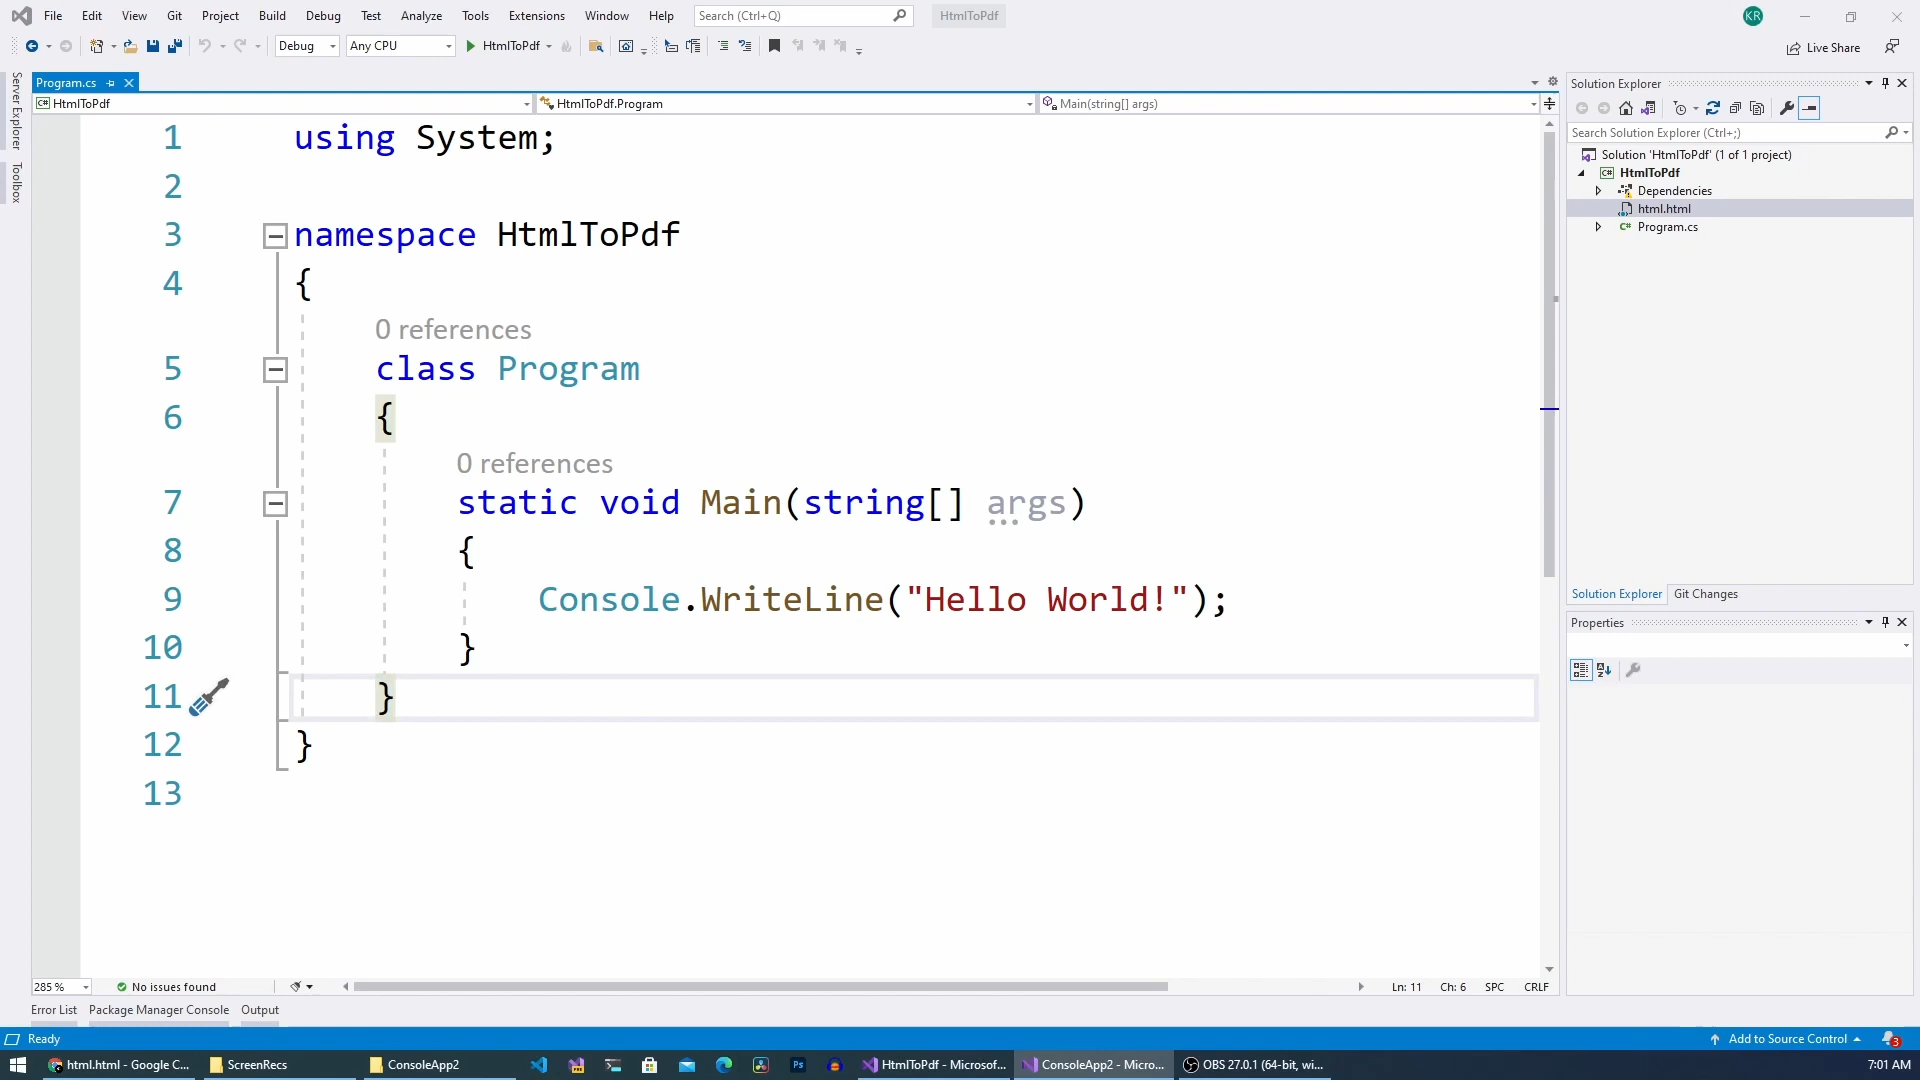 File Edit View Git Project Build Debug Test Analyze Tools Extensions Window Help Search (Ctrl+Q) HtmlToPdf KR
Debug Any CPU HtmlToPdf Live Share
Server Explorer
Toolbox
Program.cs
HtmlToPdf HtmlToPdf.Program Main(string[] args)
1 using System;
2
3 namespace HtmlToPdf
4 {
0 references
5 class Program
6 {
0 references
7 static void Main(string[] args)
8 {
9 Console.WriteLine("Hello World!");
10 }
11 }
12 }
13
285 % No issues found Ln: 11 Ch: 6 SPC CRLF
Error List Package Manager Console Output
Solution Explorer
Search Solution Explorer (Ctrl+;)
Solution 'HtmlToPdf' (1 of 1 project)
HtmlToPdf
Dependencies
html.html
C# Program.cs
Solution Explorer Git Changes
Properties
Ready Add to Source Control 3
html.html - Google C... ScreenRecs ConsoleApp2 Ps HtmlToPdf - Microsof... ConsoleApp2 - Micro... OBS 27.0.1 (64-bit, wi... 7:01 AM